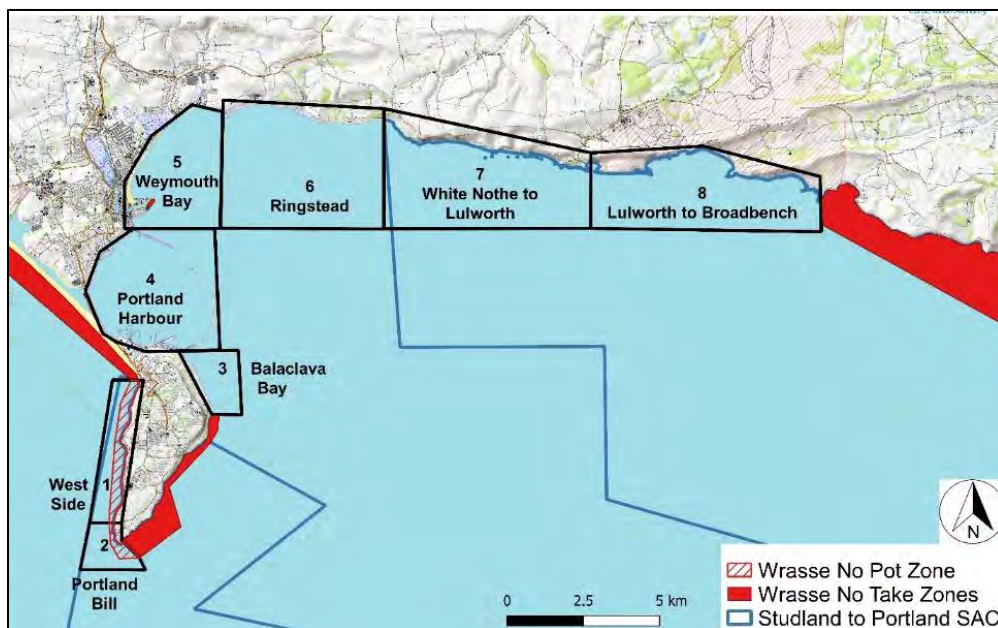 5
Weymouth
Bay
6
Ringstead
7
White Nothe to
Lulworth
8
Lulworth to Broadbench
4
Portland
Harbour
3
Balaclava
Bay
West
Side
1
2
Portland
Bill
N
Wrasse No Pot Zone
Wrasse No Take Zones
Studland to Portland SAC
0 2.5 5 km